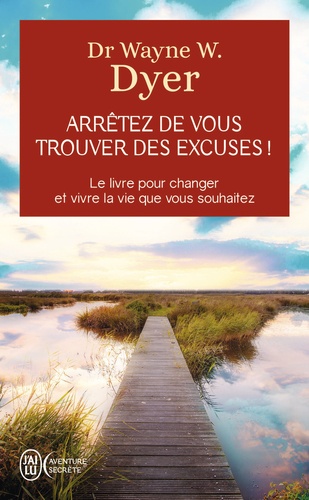 Dr Wayne W.
Dyer
ARRÊTEZ DE VOUS
TROUVER DES EXCUSES !
Le livre pour changer
et vivre la vie que vous souhaitez
J'AI
LU
AVENTURE
SECRÈTE